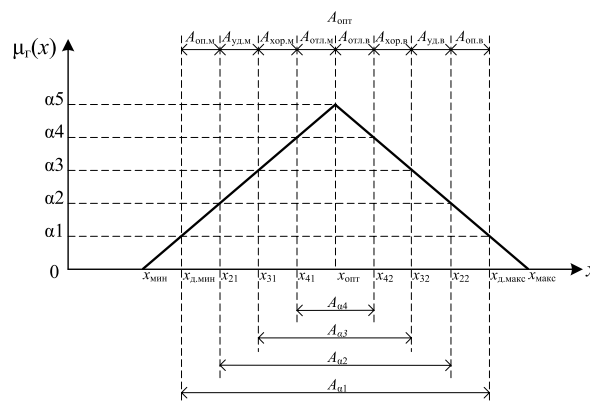 Aопт
Aоп.м Aуд.м Aхор.м Aотл.м Aотл.в Aхор.в Aуд.в Aоп.в
μг(x)
α5
α4
α3
α2
α1
0
xмин xд.мин x21 x31 x41 xопт x42 x32 x22 xд.макс xмакс
Aα4
Aα3
Aα2
Aα1